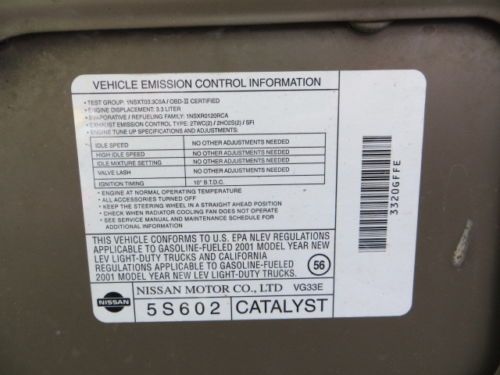 VEHICLE EMISSION CONTROL INFORMATION
• TEST GROUP: 1NSXT03.3C5A / OBD-II CERTIFIED
• ENGINE DISPLACEMENT: 3.3 LITER
• EVAPORATIVE / REFUELING FAMILY: 1NSXR0120RCA
• EXHAUST EMISSION CONTROL TYPE: 2TWC(2) / 2HO2S(2) / SFI
• ENGINE TUNE UP SPECIFICATIONS AND ADJUSTMENTS:
IDLE SPEED NO OTHER ADJUSTMENTS NEEDED
HIGH IDLE SPEED NO OTHER ADJUSTMENTS NEEDED
IDLE MIXTURE SETTING NO OTHER ADJUSTMENTS NEEDED
VALVE LASH NO OTHER ADJUSTMENTS NEEDED
IGNITION TIMING 10° B.T.D.C.
• ENGINE AT NORMAL OPERATING TEMPERATURE
• ALL ACCESSORIES TURNED OFF
• KEEP THE STEERING WHEEL IN A STRAIGHT AHEAD POSITION
• CHECK WHEN RADIATOR COOLING FAN DOES NOT OPERATE
• SEE SERVICE MANUAL AND MAINTENANCE SCHEDULE FOR
ADDITIONAL INFORMATION
THIS VEHICLE CONFORMS TO U.S. EPA NLEV REGULATIONS
APPLICABLE TO GASOLINE-FUELED 2001 MODEL YEAR NEW
LEV LIGHT-DUTY TRUCKS AND CALIFORNIA
REGULATIONS APPLICABLE TO GASOLINE-FUELED
2001 MODEL YEAR NEW LEV LIGHT-DUTY TRUCKS.
56
NISSAN
NISSAN MOTOR CO., LTD VG33E
5S602 CATALYST
3320GFFE